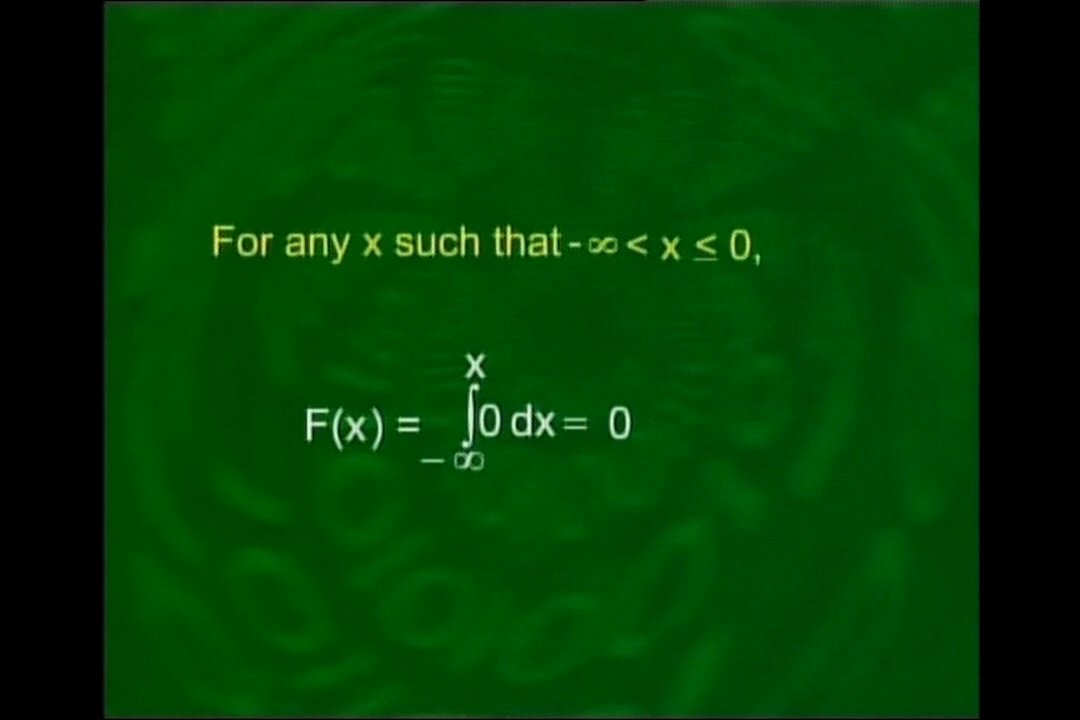 For any x such that - ∞ < x ≤ 0,
x
F(x) = ∫0 dx = 0
– ∞